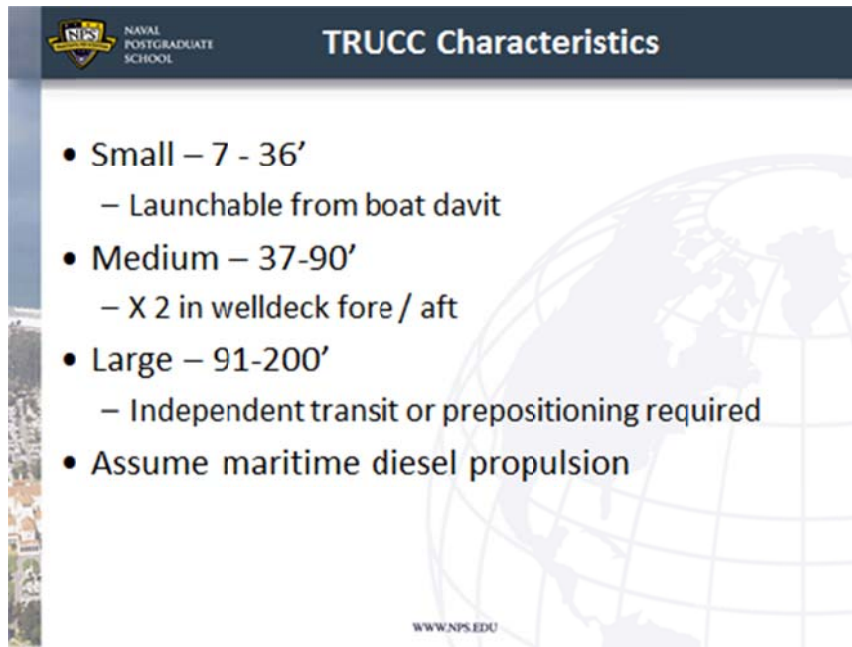 NPS
NAVAL
POSTGRADUATE
SCHOOL
TRUCC Characteristics
• Small – 7 - 36’
– Launchable from boat davit
• Medium – 37-90’
– X 2 in welldeck fore / aft
• Large – 91-200’
– Independent transit or prepositioning required
• Assume maritime diesel propulsion
WWW.NPS.EDU